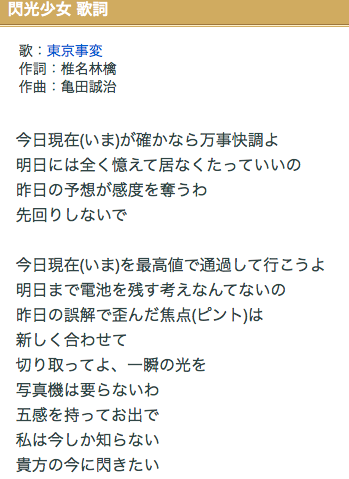 閃光少女 歌詞
歌：東京事変
作詞：椎名林檎
作曲：亀田誠治
今日現在(いま)が確かなら万事快調よ
明日には全く憶えて居なくたっていいの
昨日の予想が感度を奪うわ
先回りしないで
今日現在(いま)を最高値で通過して行こうよ
明日まで電池を残す考えなんてないの
昨日の誤解で歪んだ焦点(ピント)は
新しく合わせて
切り取ってよ、一瞬の光を
写真機は要らないわ
五感を持ってお出で
私は今しか知らない
貴方の今に閃きたい